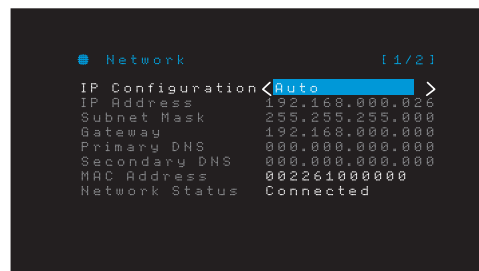 Network [1/2]
IP Configuration < Auto >
IP Address 192.168.000.026
Subnet Mask 255.255.255.000
Gateway 192.168.000.000
Primary DNS 000.000.000.000
Secondary DNS 000.000.000.000
MAC Address 002261000000
Network Status Connected